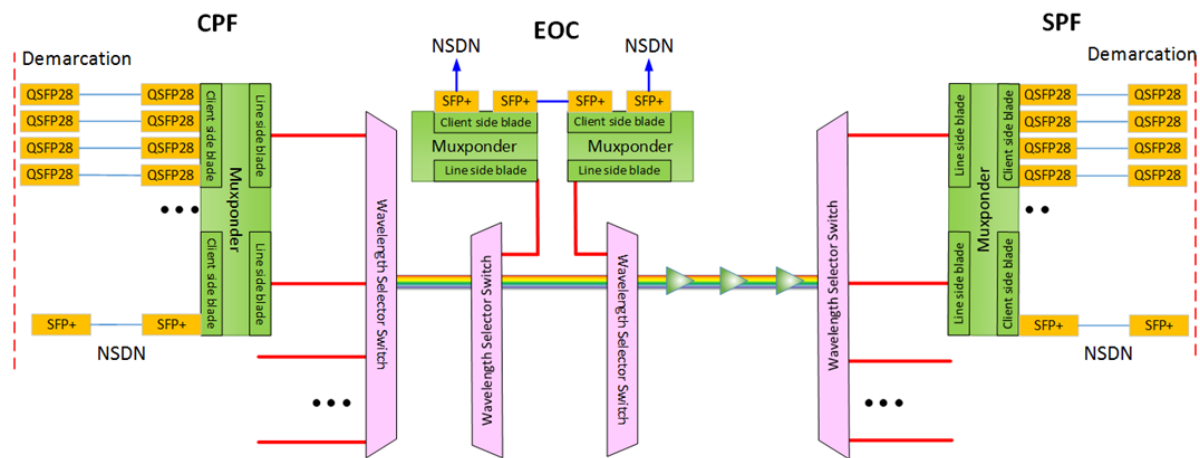 CPF
EOC
SPF
Demarcation
NSDN
NSDN
Demarcation
QSFP28
QSFP28
QSFP28
QSFP28
QSFP28
QSFP28
QSFP28
QSFP28
Client side blade
Line side blade
Muxponder
Client side blade
Line side blade
SFP+
SFP+
NSDN
Wavelength Selector Switch
SFP+
SFP+
SFP+
SFP+
Client side blade
Muxponder
Line side blade
Client side blade
Muxponder
Line side blade
Wavelength Selector Switch
Wavelength Selector Switch
Wavelength Selector Switch
Line side blade
Client side blade
Muxponder
Line side blade
Client side blade
QSFP28
QSFP28
QSFP28
QSFP28
QSFP28
QSFP28
QSFP28
QSFP28
SFP+
SFP+
NSDN